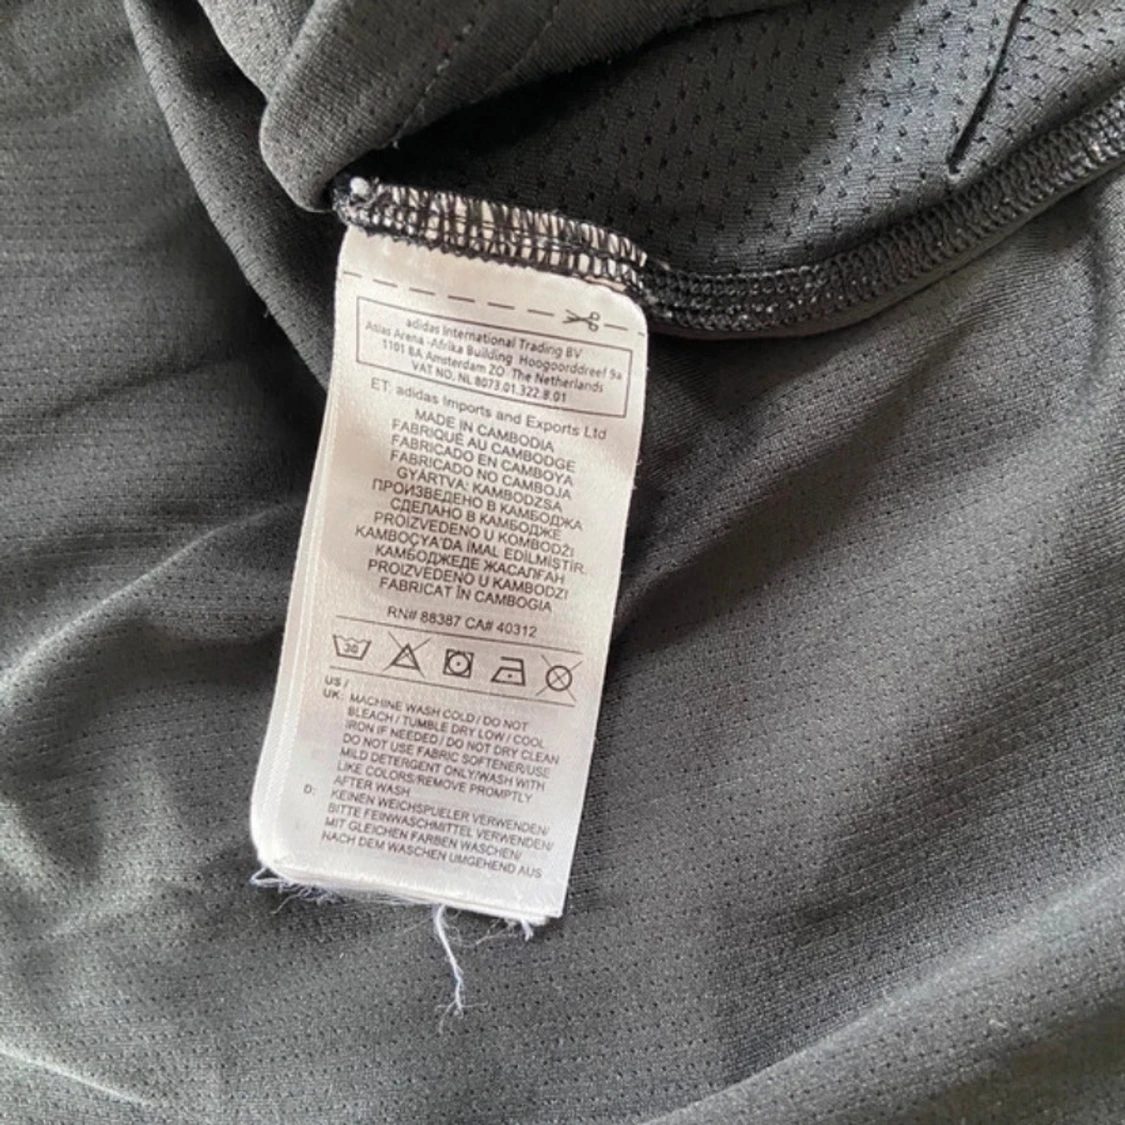 adidas International Trading BV
Atlas Arena -Afrika Building Hoogoorddreef 9a
1101 BA Amsterdam ZO The Netherlands
VAT NO. NL 8073.01.322.B.01
ET: adidas Imports and Exports Ltd
MADE IN CAMBODIA
FABRIQUÉ AU CAMBODGE
FABRICADO EN CAMBOYA
FABRICADO NO CAMBOJA
GYÁRTVA: KAMBODZSA
ПРОИЗВЕДЕНО В КАМБОДЖА
СДЕЛАНО В КАМБОДЖЕ
PROIZVEDENO U KOMBODŽI
KAMBOÇYA'DA İMAL EDİLMİŞTİR.
КАМБОДЖЕДЕ ЖАСАЛҒАН
PROIZVEDENO U KAMBODZI
FABRICAT ÎN CAMBOGIA
RN# 88387 CA# 40312
30
US /
UK: MACHINE WASH COLD / DO NOT
BLEACH / TUMBLE DRY LOW / COOL
IRON IF NEEDED / DO NOT DRY CLEAN
DO NOT USE FABRIC SOFTENER/USE
MILD DETERGENT ONLY/WASH WITH
LIKE COLORS/REMOVE PROMPTLY
AFTER WASH
D: KEINEN WEICHSPUELER VERWENDEN/
BITTE FEINWASCHMITTEL VERWENDEN/
MIT GLEICHEN FARBEN WASCHEN/
NACH DEM WASCHEN UMGEHEND AUS